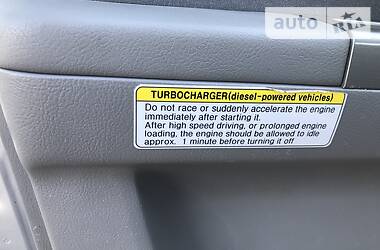 auto RIA
TURBOCHARGER(diesel-powered vehicles)
Do not race or suddenly accelerate the engine
immediately after starting it.
After high speed driving, or prolonged engine
loading, the engine should be allowed to idle
approx. 1 minute before turning it off